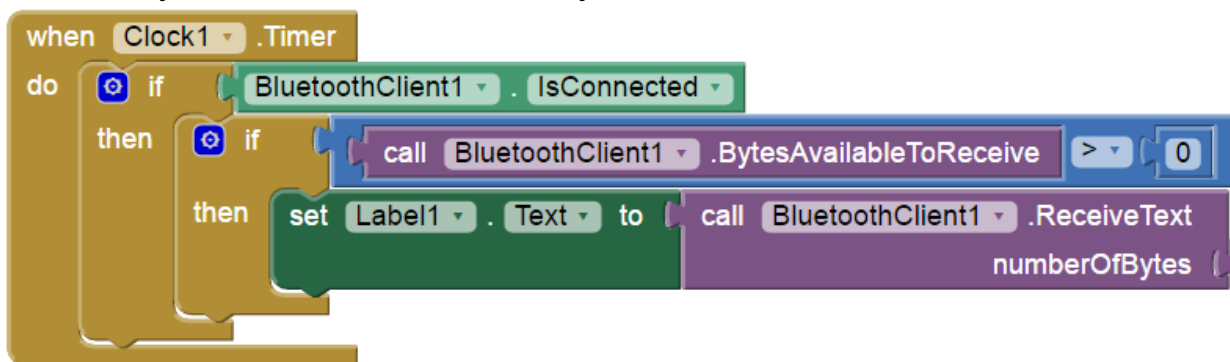 when Clock1 .Timer
do if BluetoothClient1 . IsConnected
then if call BluetoothClient1 .BytesAvailableToReceive > 0
then set Label1 . Text to call BluetoothClient1 .ReceiveText
numberOfBytes